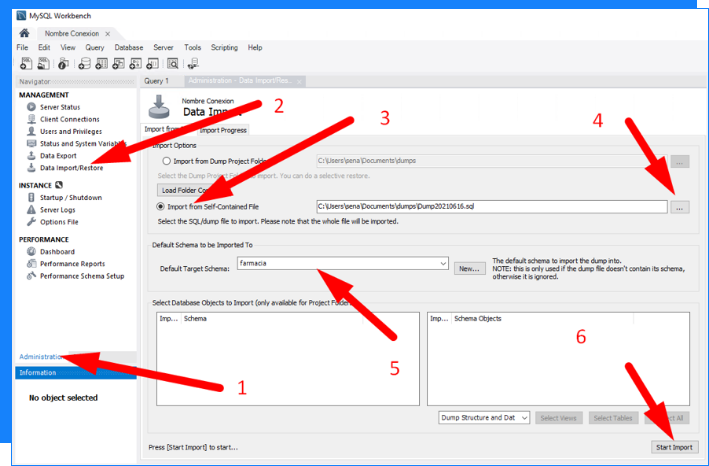 MySQL Workbench
Nombre Conexion ×
File Edit View Query Database Server Tools Scripting Help
Navigator
Query 1 Administration - Data Import/Res... ×
MANAGEMENT
Server Status
Client Connections
Users and Privileges
Status and System Variables
Data Export
Data Import/Restore
INSTANCE
Startup / Shutdown
Server Logs
Options File
PERFORMANCE
Dashboard
Performance Reports
Performance Schema Setup
Administration
Information
No object selected
Nombre Conexion
Data Import
Import from Import Progress
Import Options
Import from Dump Project Folder C:\Users\pena\Documents\dumps ...
Select the Dump Project Folder to import. You can do a selective restore.
Load Folder
Import from Self-Contained File C:\Users\pena\Documents\dumps\Dump20210616.sql ...
Select the SQL/dump file to import. Please note that the whole file will be imported.
Default Schema to be Imported To
Default Target Schema: farmacia New...
The default schema to import the dump into.
NOTE: this is only used if the dump file doesn't contain its schema,
otherwise it is ignored.
Select Database Objects to Import (only available for Project Folders)
Imp... Schema
Imp... Schema Objects
Dump Structure and Dat Select Views Select Tables All
Press [Start Import] to start...
Start Import
1
2
3
4
5
6